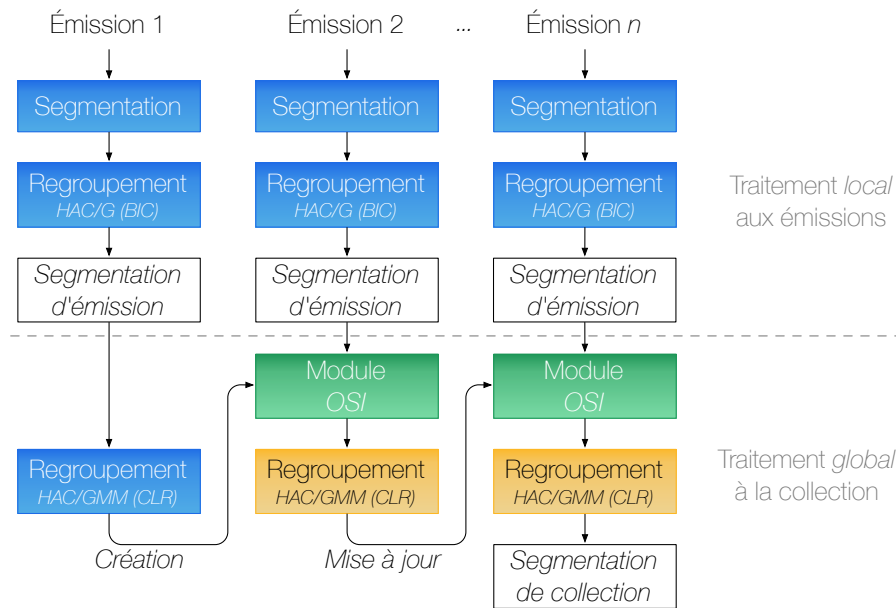 Émission 1
Émission 2
...
Émission n
Segmentation
Segmentation
Segmentation
Regroupement
HAC/G (BIC)
Regroupement
HAC/G (BIC)
Regroupement
HAC/G (BIC)
Traitement local
aux émissions
Segmentation
d'émission
Segmentation
d'émission
Segmentation
d'émission
Module
OSI
Module
OSI
Regroupement
HAC/GMM (CLR)
Regroupement
HAC/GMM (CLR)
Regroupement
HAC/GMM (CLR)
Traitement global
à la collection
Création
Mise à jour
Segmentation
de collection